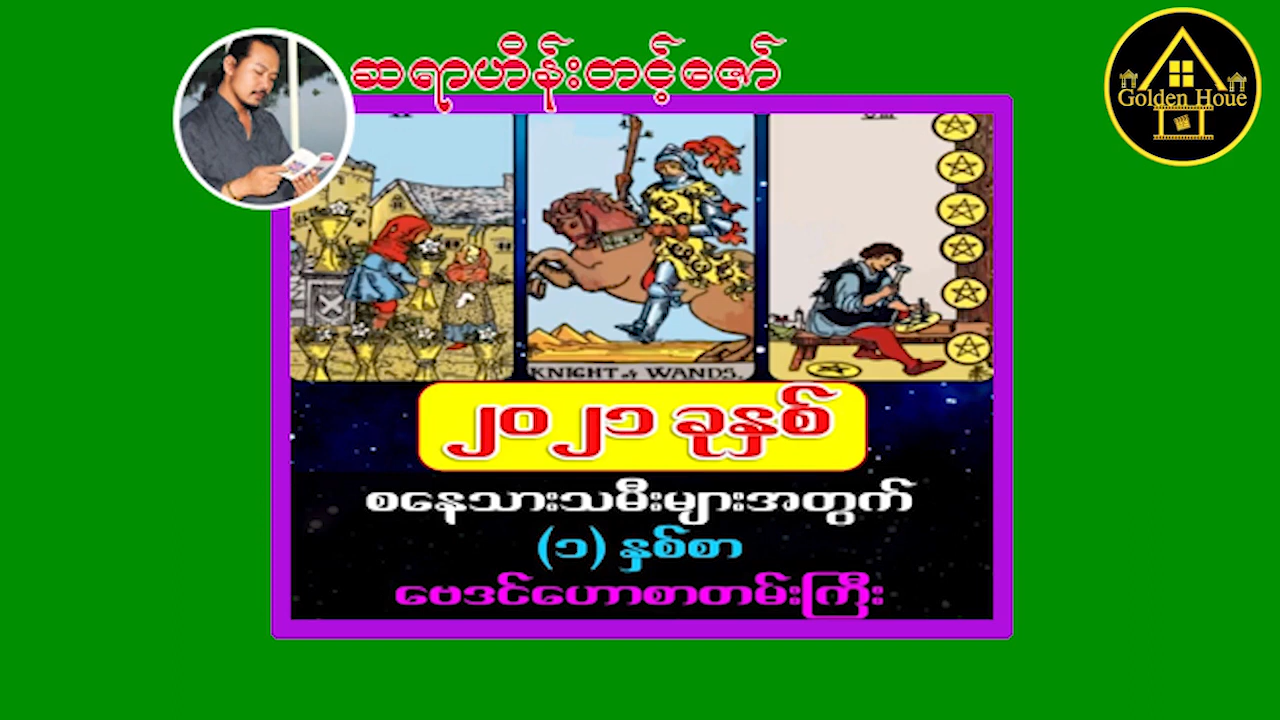 ဆရာဟိန်းတင့်ဇော်
Golden Houe
VIII
KNIGHT of WANDS.
၂၀၂၁ ခုနှစ်
စနေသားသမီးများအတွက်
(၁) နှစ်စာ
ဗေဒင်ဟောစာတမ်းကြီး